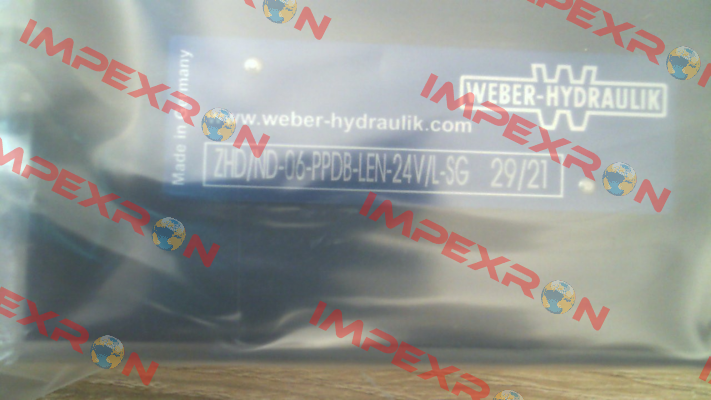 Made in Germany
WEBER-HYDRAULIK
www.weber-hydraulik.com
ZHD/ND-06-PPDB-LEN-24V/L-SG 29/21
IMPEXRON
IMPEXRON
IMPEXRON
IMPEXRON
IMPEXRON
IMPEXRON
IMPEXRON
IMPEXRON